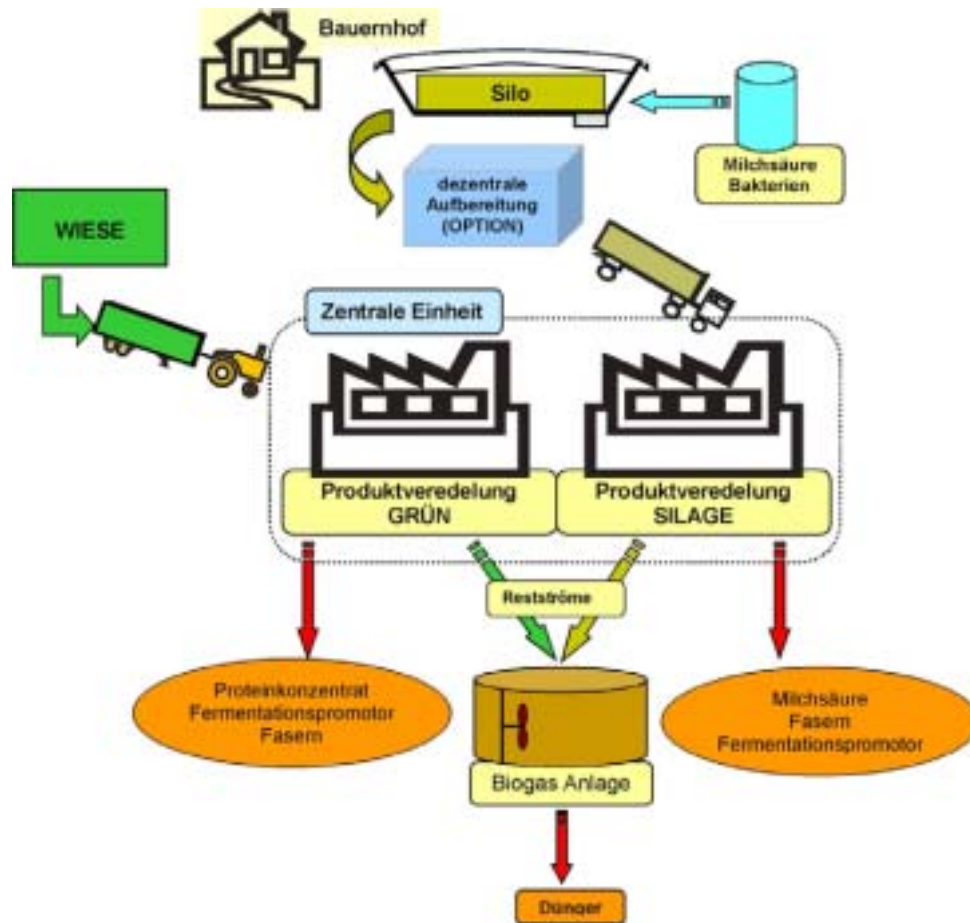 Bauernhof
Silo
Milchsäure
Bakterien
dezentrale
Aufbereitung
(OPTION)
WIESE
Zentrale Einheit
Produktveredelung
GRÜN
Produktveredelung
SILAGE
Restströme
Proteinkonzentrat
Fermentationspromotor
Fasern
Milchsäure
Fasern
Fermentationspromotor
Biogas Anlage
Dünger